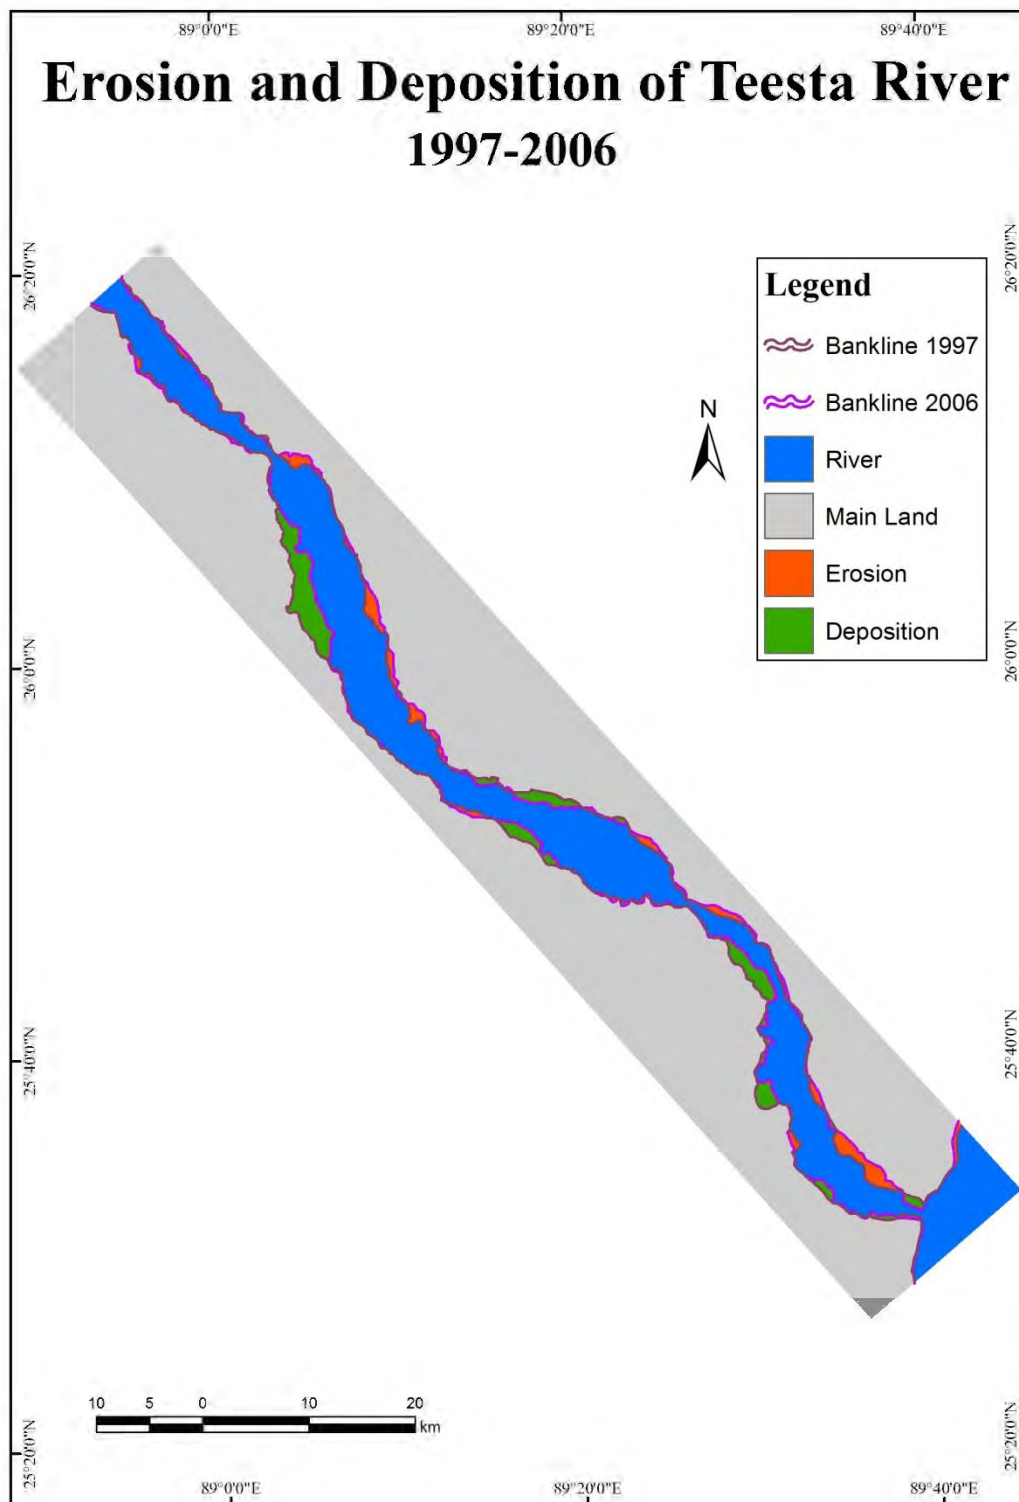 89°0'0"E 89°20'0"E 89°40'0"E
Erosion and Deposition of Teesta River
1997-2006
26°20'0"N 26°20'0"N
Legend
Bankline 1997
Bankline 2006
River
Main Land
Erosion
Deposition
N
26°0'0"N 26°0'0"N
25°40'0"N 25°40'0"N
10 5 0 10 20
km
25°20'0"N 25°20'0"N
89°0'0"E 89°20'0"E 89°40'0"E